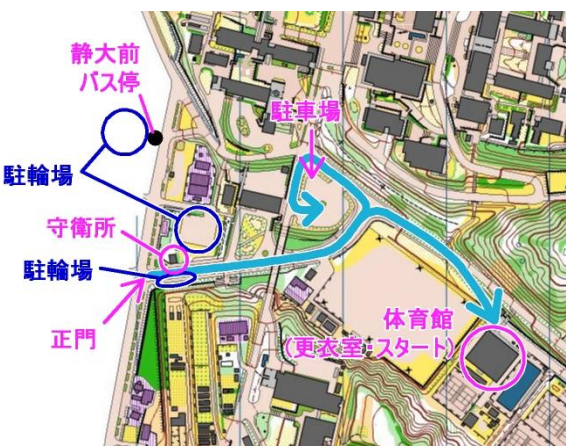 静大前
バス停
駐車場
駐輪場
守衛所
駐輪場
正門
体育館
(更衣室・スタート)